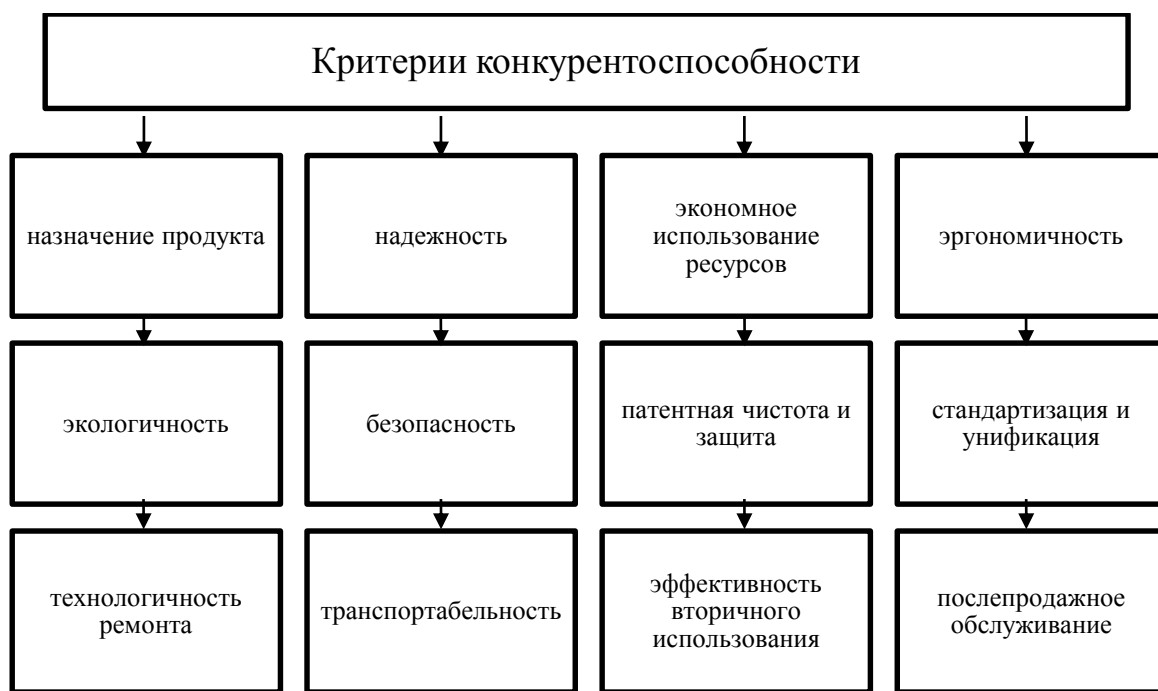 Критерии конкурентоспособности
назначение продукта
надежность
экономное
использование
ресурсов
эргономичность
экологичность
безопасность
патентная чистота и
защита
стандартизация и
унификация
технологичность
ремонта
транспортабельность
эффективность
вторичного
использования
послепродажное
обслуживание